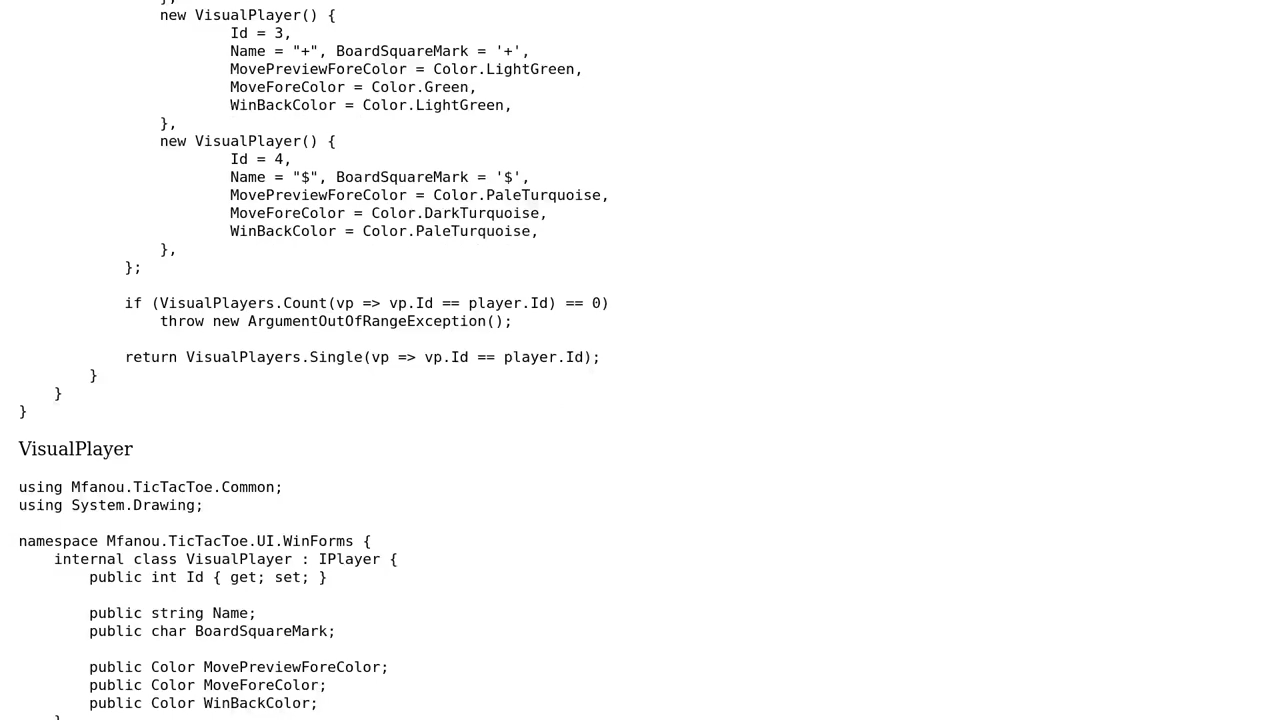 },
new VisualPlayer() {
Id = 3,
Name = "+", BoardSquareMark = '+',
MovePreviewForeColor = Color.LightGreen,
MoveForeColor = Color.Green,
WinBackColor = Color.LightGreen,
},
new VisualPlayer() {
Id = 4,
Name = "$", BoardSquareMark = '$',
MovePreviewForeColor = Color.PaleTurquoise,
MoveForeColor = Color.DarkTurquoise,
WinBackColor = Color.PaleTurquoise,
},
};
if (VisualPlayers.Count(vp => vp.Id == player.Id) == 0)
throw new ArgumentOutOfRangeException();
return VisualPlayers.Single(vp => vp.Id == player.Id);
}
}
}
VisualPlayer
using Mfanou.TicTacToe.Common;
using System.Drawing;
namespace Mfanou.TicTacToe.UI.WinForms {
internal class VisualPlayer : IPlayer {
public int Id { get; set; }
public string Name;
public char BoardSquareMark;
public Color MovePreviewForeColor;
public Color MoveForeColor;
public Color WinBackColor;
}